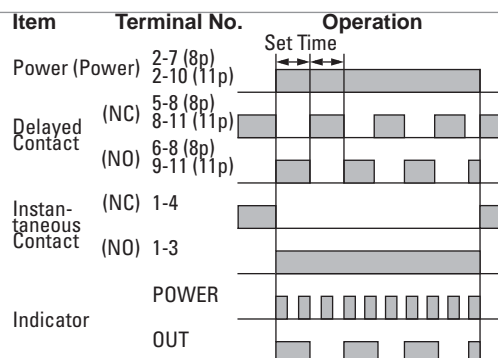 Item Terminal No. Operation
Set Time
Power (Power) 2-7 (8p)
2-10 (11p)
Delayed
Contact
(NC) 5-8 (8p)
8-11 (11p)
(NO) 6-8 (8p)
9-11 (11p)
Instan-
taneous
Contact
(NC) 1-4
(NO) 1-3
Indicator
POWER
OUT